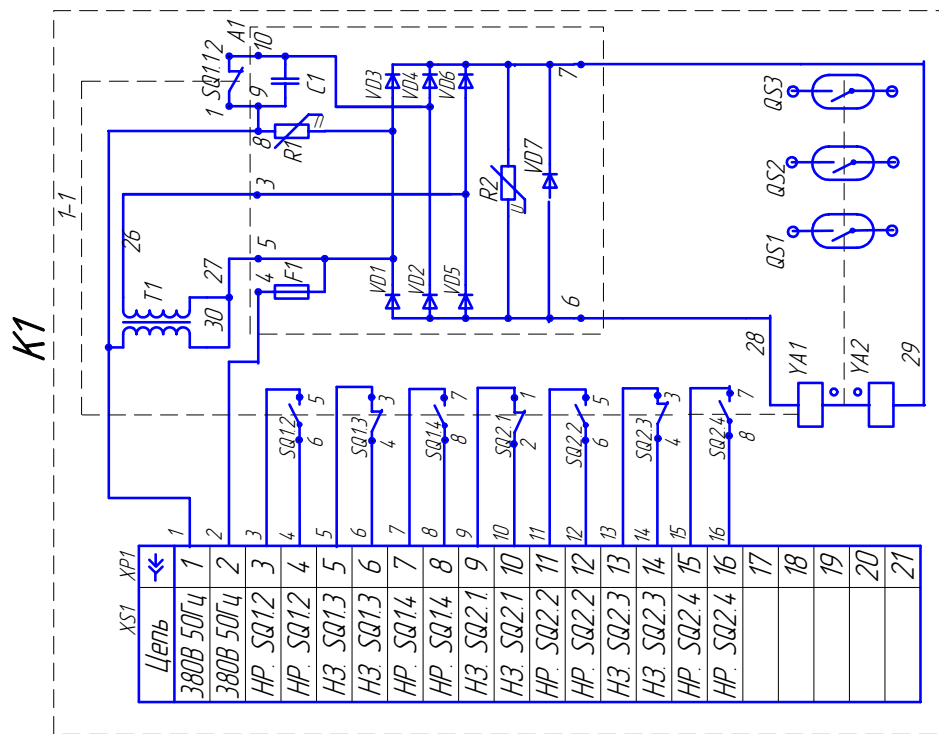 K1
1-1
SQ1.1.2
A1
1
9
10
C1
8
R1
П
3
26
T1
27
30
5
4
F1
VD3
VD4
VD6
VD1
VD2
VD5
R2
U
VD7
7
6
28
29
YA1
YA2
QS1
QS2
QS3
SQ1.2
5
6
SQ1.3
3
4
SQ1.4
7
8
SQ2.1
1
2
SQ2.2
5
6
SQ2.3
3
4
SQ2.4
7
8
1
2
3
4
5
6
7
8
9
10
11
12
13
14
15
16
XS1 XP1
Цепь
380В 50Гц 1
380В 50Гц 2
НР. SQ1.2 3
НР. SQ1.2 4
НЗ. SQ1.3 5
НЗ. SQ1.3 6
НР. SQ1.4 7
НР. SQ1.4 8
НЗ. SQ2.1. 9
НЗ. SQ2.1 10
НР. SQ2.2 11
НР. SQ2.2 12
НЗ. SQ2.3 13
НЗ. SQ2.3 14
НР. SQ2.4 15
НР. SQ2.4 16
17
18
19
20
21